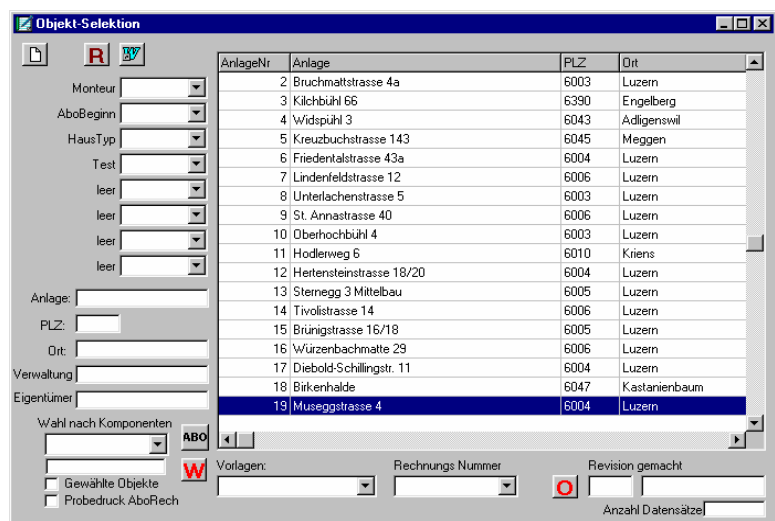 Objekt-Selektion
R W
Monteur
AboBeginn
HausTyp
Test
leer
leer
leer
leer
Anlage:
PLZ:
Ort:
Verwaltung
Eigentümer
Wahl nach Komponenten
ABO
W
Gewählte Objekte
Probedruck AboRech
AnlageNr Anlage PLZ Ort
2 Bruchmattstrasse 4a 6003 Luzern
3 Kilchbühl 66 6390 Engelberg
4 Widspühl 3 6043 Adligenswil
5 Kreuzbuchstrasse 143 6045 Meggen
6 Friedentalstrasse 43a 6004 Luzern
7 Lindenfeldstrasse 12 6006 Luzern
8 Unterlachenstrasse 5 6003 Luzern
9 St. Annastrasse 40 6006 Luzern
10 Oberhochbühl 4 6003 Luzern
11 Hodlerweg 6 6010 Kriens
12 Hertensteinstrasse 18/20 6004 Luzern
13 Sternegg 3 Mittelbau 6005 Luzern
14 Tivolistrasse 14 6006 Luzern
15 Brünigstrasse 16/18 6005 Luzern
16 Würzenbachmatte 29 6006 Luzern
17 Diebold-Schillingstr. 11 6004 Luzern
18 Birkenhalde 6047 Kastanienbaum
19 Museggstrasse 4 6004 Luzern
Vorlagen:
Rechnungs Nummer
O
Revision gemacht
Anzahl Datensätze